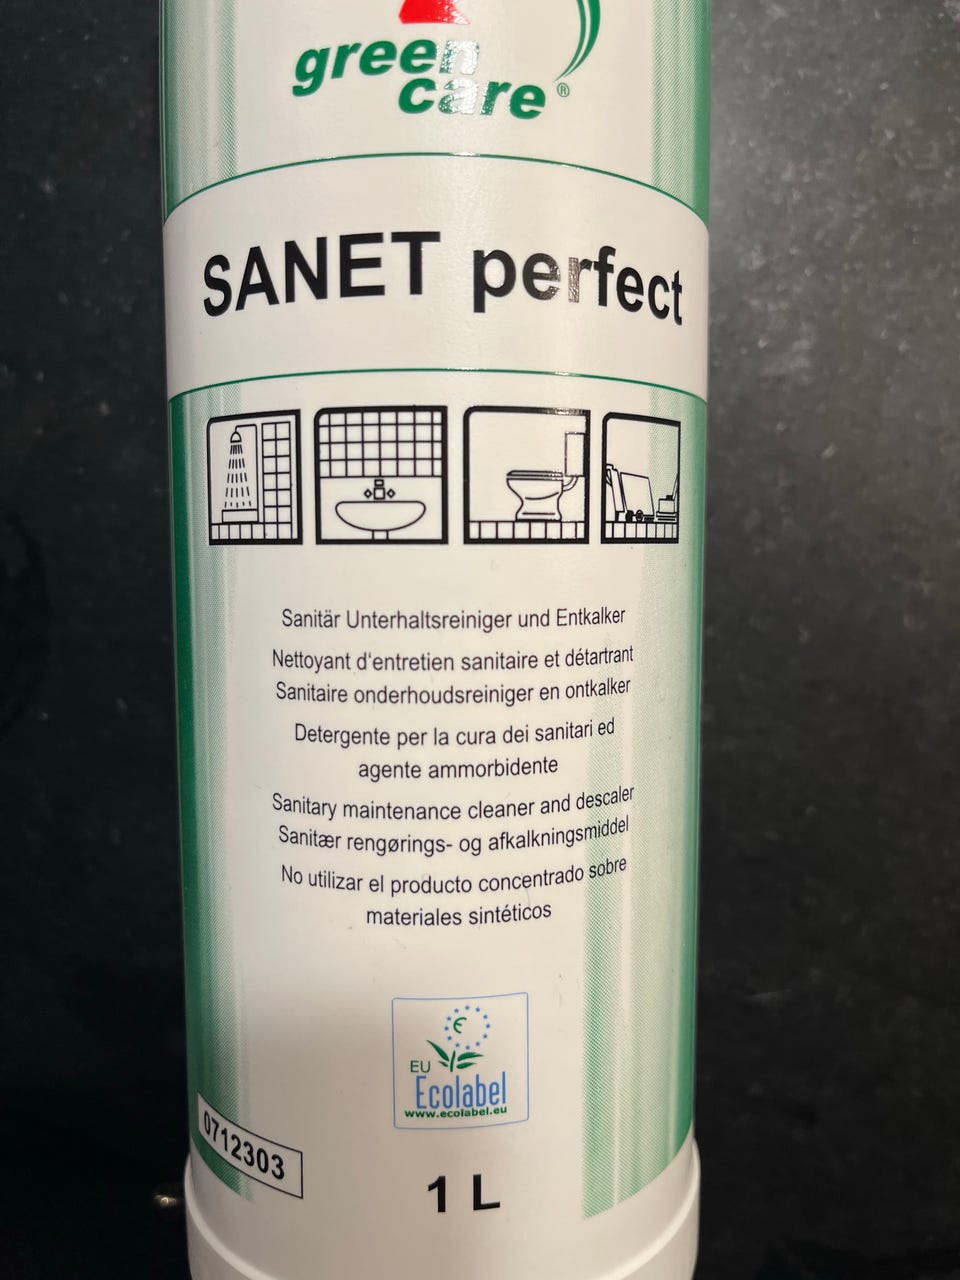 green
care®
SANET perfect
Sanitär Unterhaltsreiniger und Entkalker
Nettoyant d'entretien sanitaire et détartrant
Sanitaire onderhoudsreiniger en ontkalker
Detergente per la cura dei sanitari ed
agente ammorbidente
Sanitary maintenance cleaner and descaler
Sanitær rengørings- og afkalkningsmiddel
No utilizar el producto concentrado sobre
materiales sintéticos
EU
Ecolabel
www.ecolabel.eu
0712303
1 L